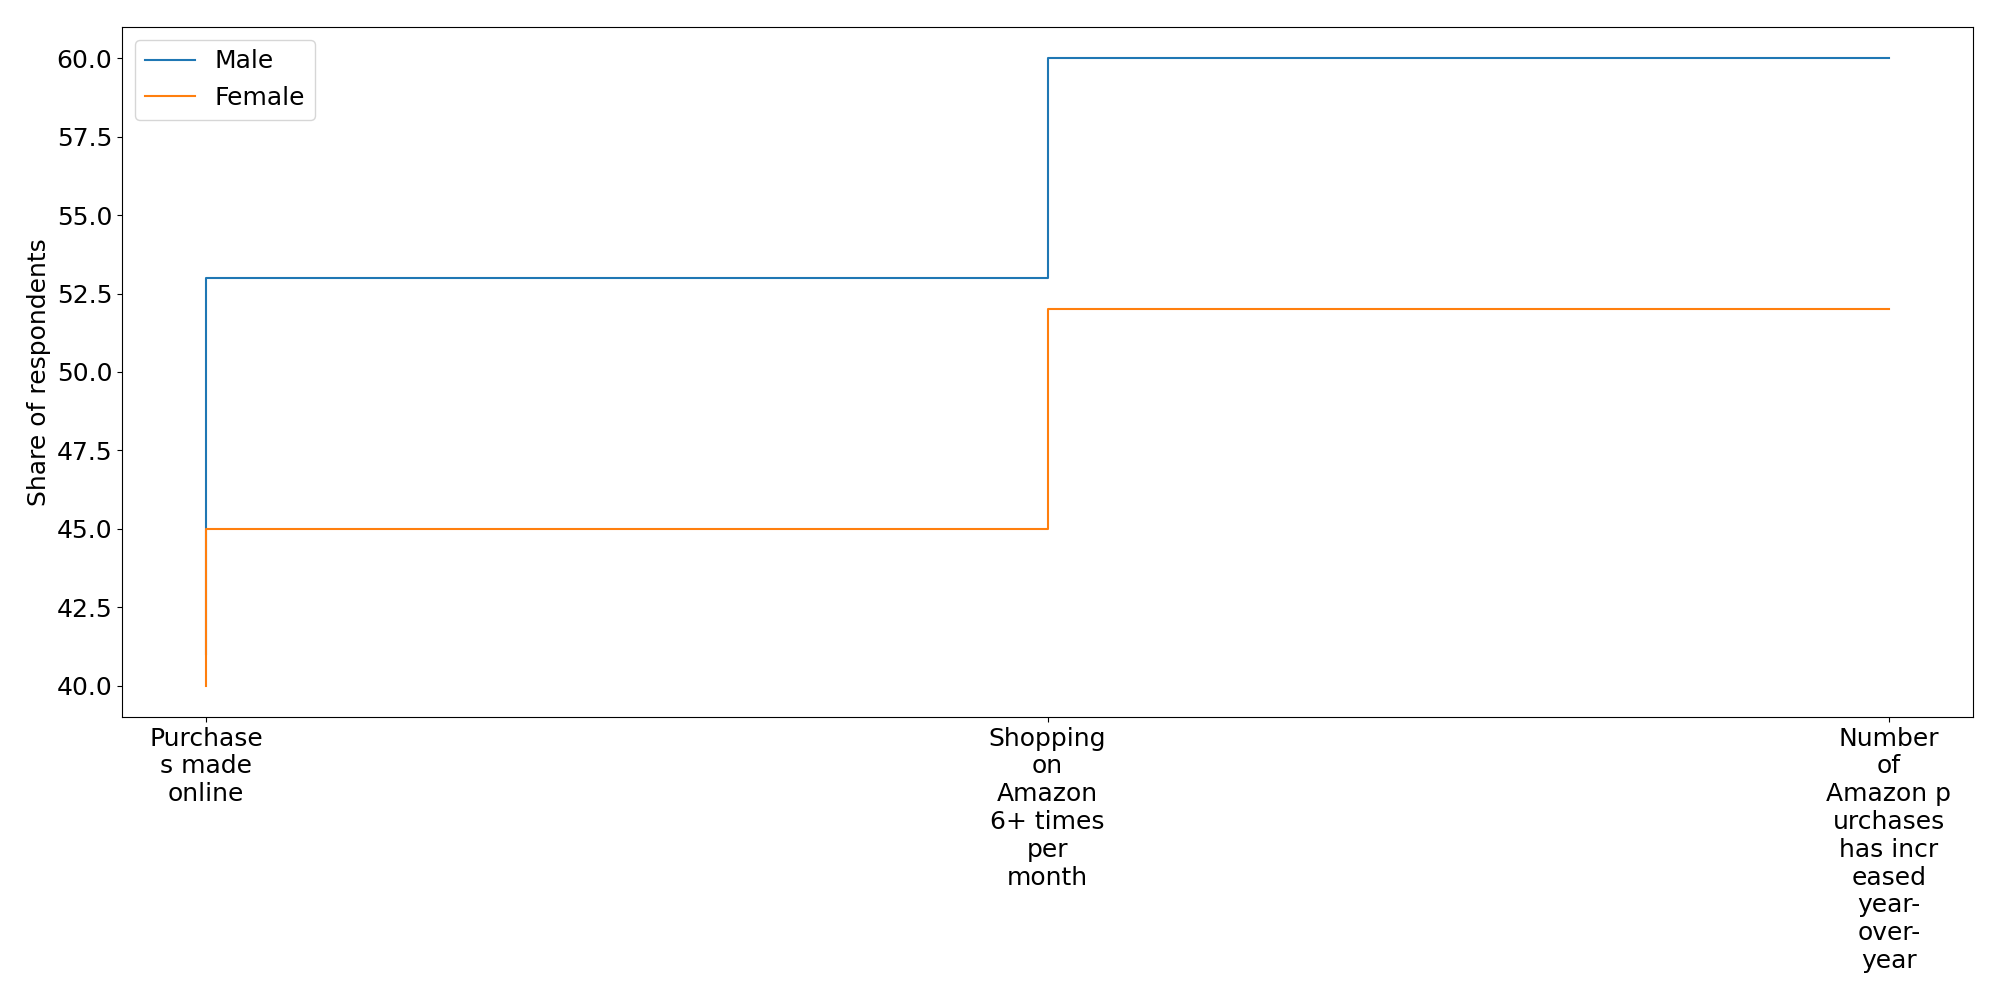 Male
Female
Share of respondents
60.0
57.5
55.0
52.5
50.0
47.5
45.0
42.5
40.0
Purchase
s made
online
Shopping
on
Amazon
6+ times
per
month
Number
of
Amazon p
urchases
has incr
eased
year-
over-
year